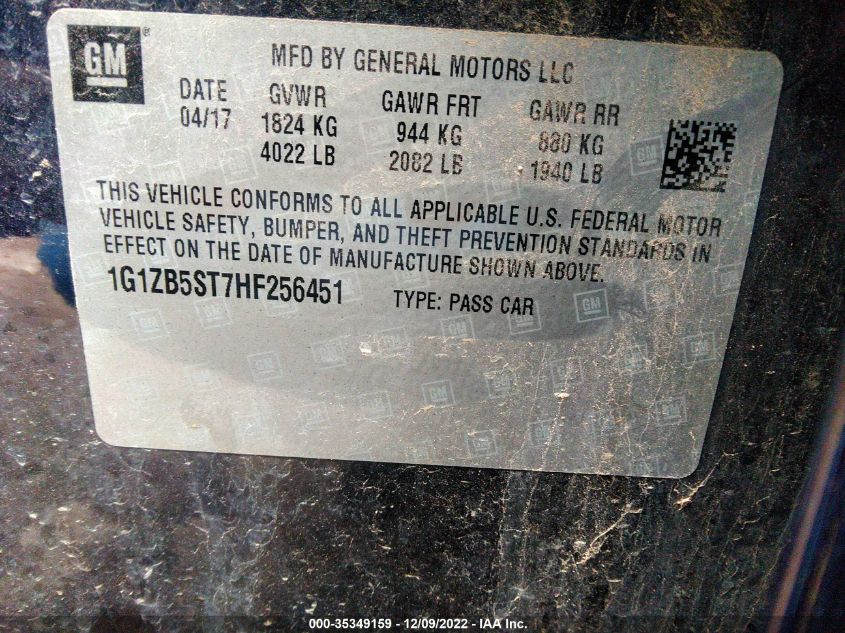 GM
MFD BY GENERAL MOTORS LLC
DATE GVWR GAWR FRT GAWR RR
04/17 1824 KG 944 KG 880 KG
4022 LB 2082 LB 1940 LB
THIS VEHICLE CONFORMS TO ALL APPLICABLE U.S. FEDERAL MOTOR
VEHICLE SAFETY, BUMPER, AND THEFT PREVENTION STANDARDS IN
EFFECT ON THE DATE OF MANUFACTURE SHOWN ABOVE.
1G1ZB5ST7HF256451 TYPE: PASS CAR
000-35349159 - 12/09/2022 - IAA Inc.